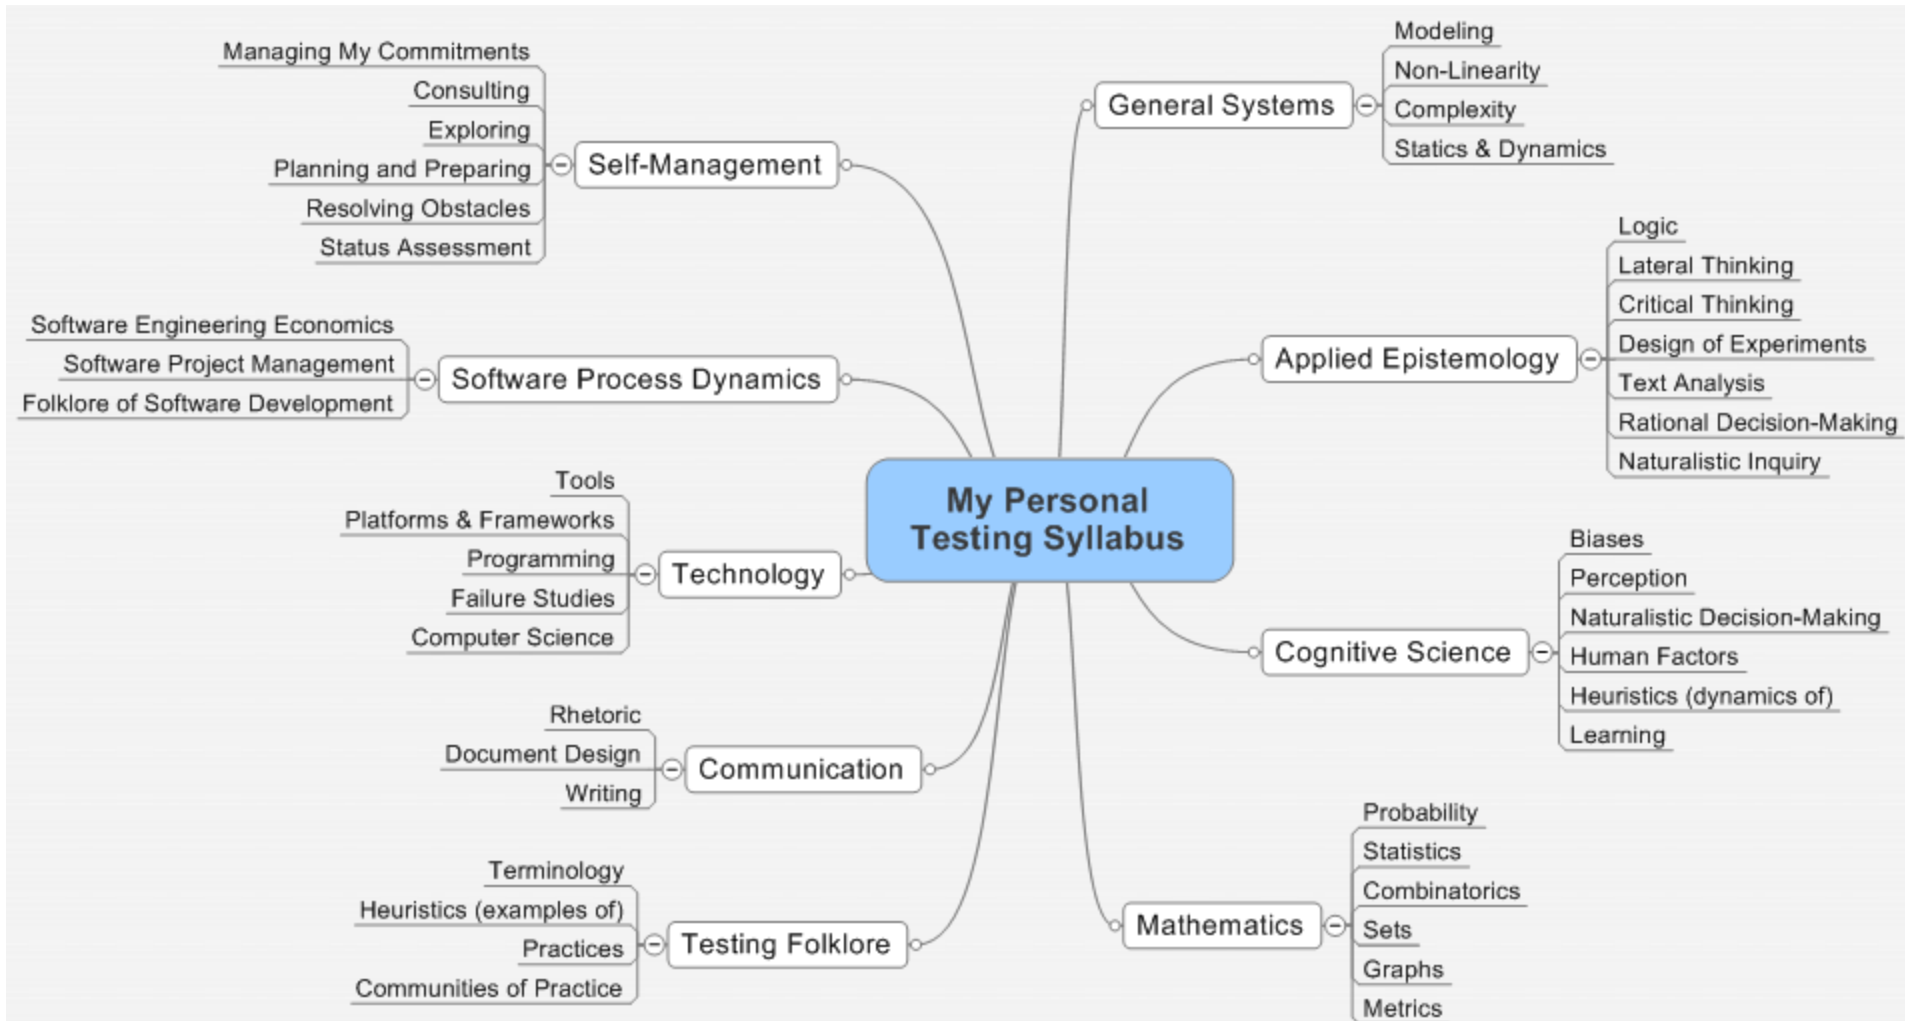 My Personal
Testing Syllabus
General Systems
Modeling
Non-Linearity
Complexity
Statics & Dynamics
Applied Epistemology
Logic
Lateral Thinking
Critical Thinking
Design of Experiments
Text Analysis
Rational Decision-Making
Naturalistic Inquiry
Cognitive Science
Biases
Perception
Naturalistic Decision-Making
Human Factors
Heuristics (dynamics of)
Learning
Mathematics
Probability
Statistics
Combinatorics
Sets
Graphs
Metrics
Self-Management
Managing My Commitments
Consulting
Exploring
Planning and Preparing
Resolving Obstacles
Status Assessment
Software Process Dynamics
Software Engineering Economics
Software Project Management
Folklore of Software Development
Technology
Tools
Platforms & Frameworks
Programming
Failure Studies
Computer Science
Communication
Rhetoric
Document Design
Writing
Testing Folklore
Terminology
Heuristics (examples of)
Practices
Communities of Practice